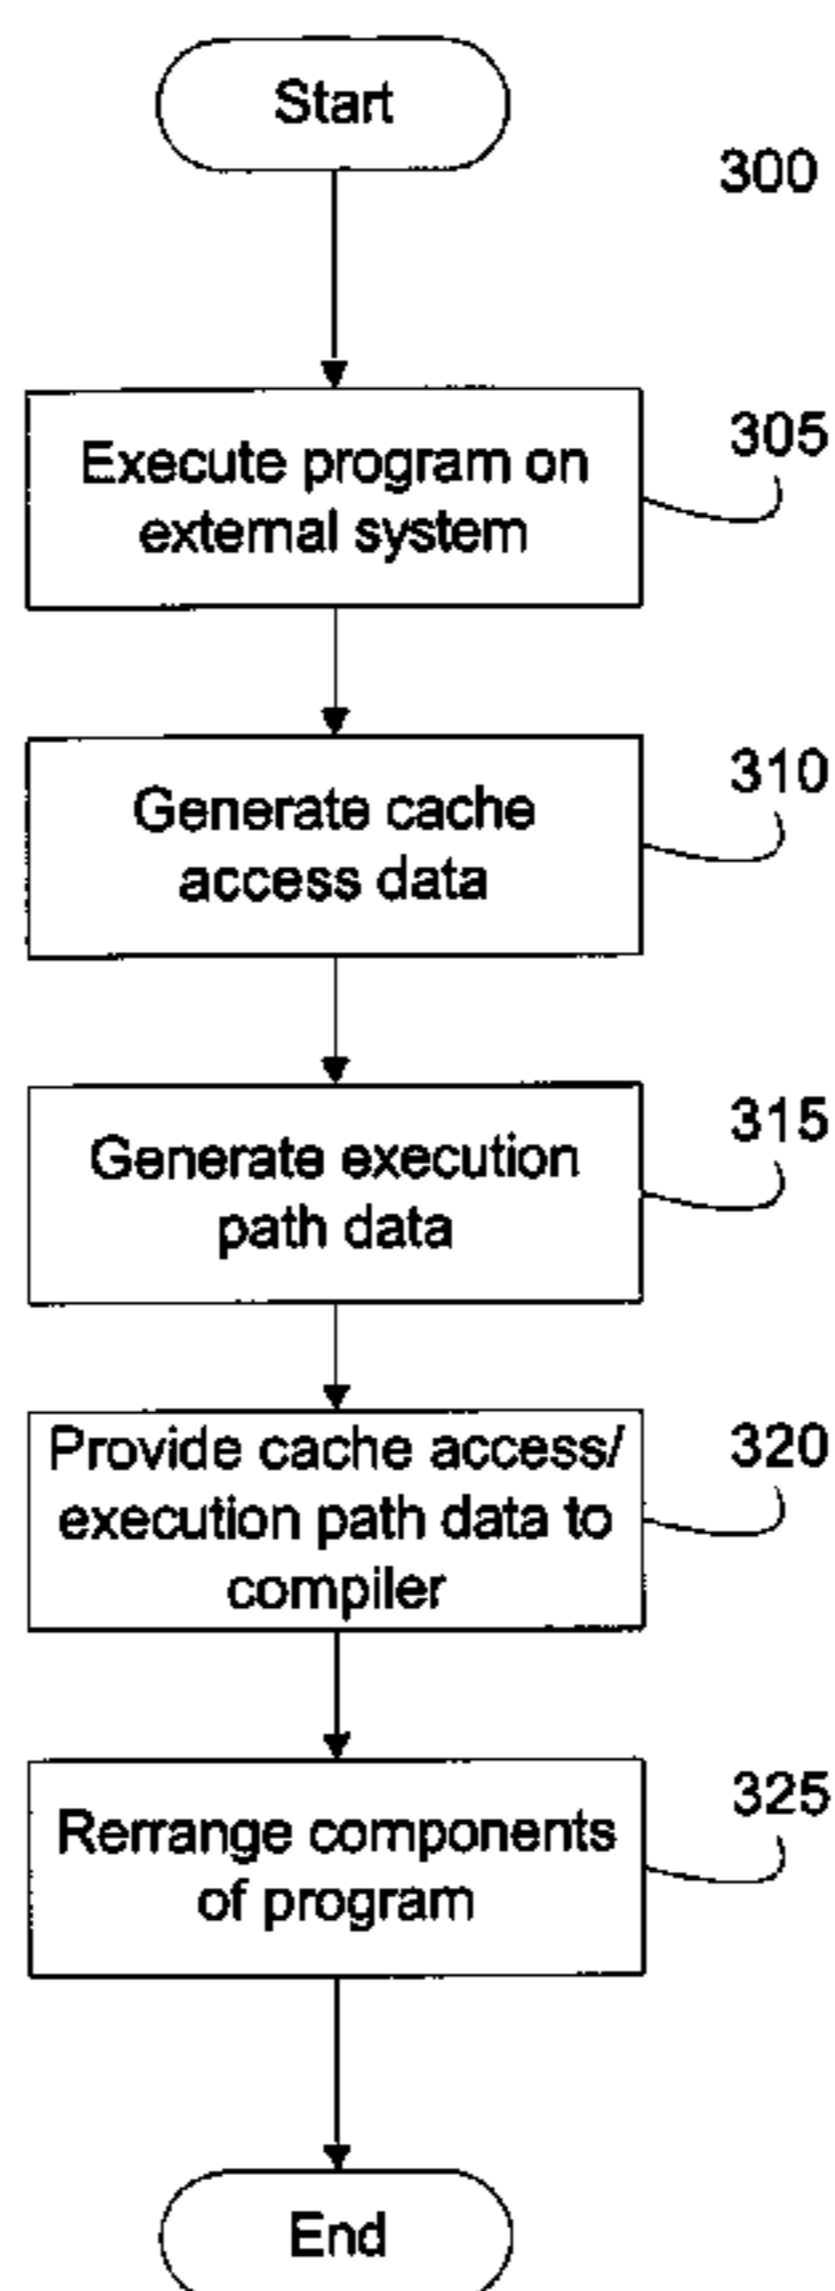 Start
300
Execute program on
external system
305
Generate cache
access data
310
Generate execution
path data
315
Provide cache access/
execution path data to
compiler
320
Rerrange components
of program
325
End